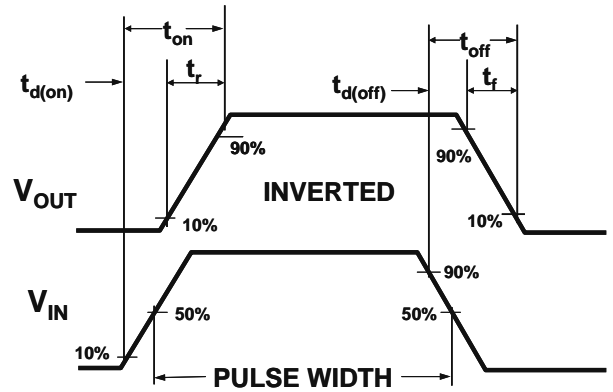 t_on
t_off
t_d(on)
t_r
t_d(off)
t_f
90%
90%
V_OUT
INVERTED
10%
10%
90%
V_IN
50%
50%
10%
PULSE WIDTH